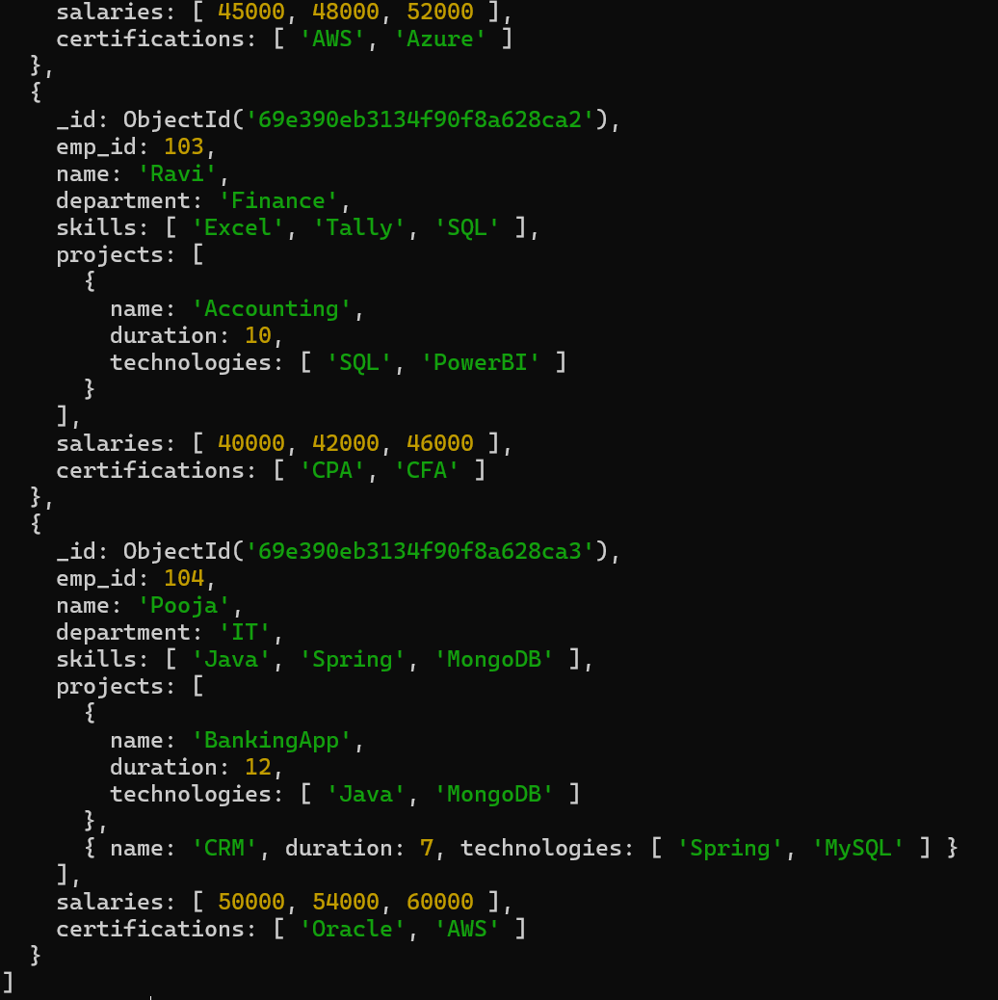 salaries: [ 45000, 48000, 52000 ],
    certifications: [ 'AWS', 'Azure' ]
  },
  {
    _id: ObjectId('69e390eb3134f90f8a628ca2'),
    emp_id: 103,
    name: 'Ravi',
    department: 'Finance',
    skills: [ 'Excel', 'Tally', 'SQL' ],
    projects: [
      {
        name: 'Accounting',
        duration: 10,
        technologies: [ 'SQL', 'PowerBI' ]
      }
    ],
    salaries: [ 40000, 42000, 46000 ],
    certifications: [ 'CPA', 'CFA' ]
  },
  {
    _id: ObjectId('69e390eb3134f90f8a628ca3'),
    emp_id: 104,
    name: 'Pooja',
    department: 'IT',
    skills: [ 'Java', 'Spring', 'MongoDB' ],
    projects: [
      {
        name: 'BankingApp',
        duration: 12,
        technologies: [ 'Java', 'MongoDB' ]
      },
      { name: 'CRM', duration: 7, technologies: [ 'Spring', 'MySQL' ] }
    ],
    salaries: [ 50000, 54000, 60000 ],
    certifications: [ 'Oracle', 'AWS' ]
  }
]